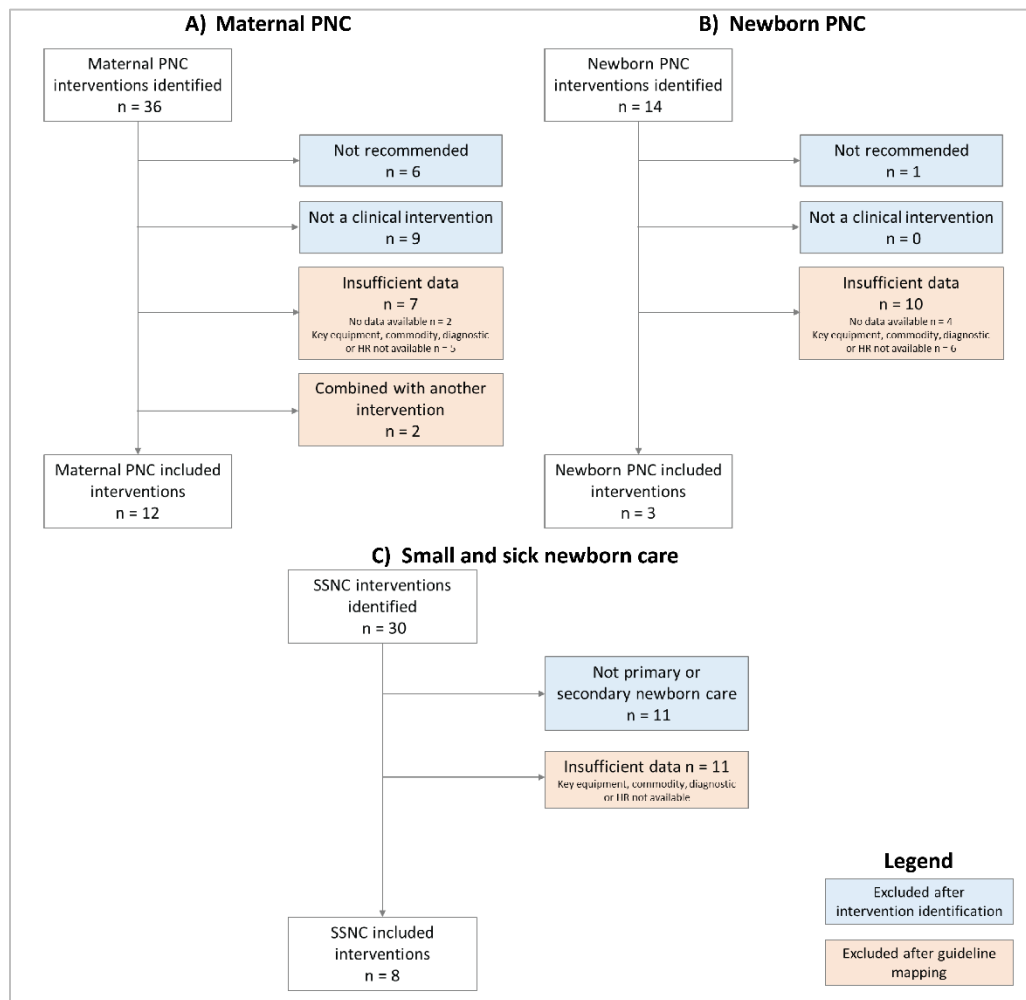 A) Maternal PNC
Maternal PNC
interventions identified
n = 36
Not recommended
n = 6
Not a clinical intervention
n = 9
Insufficient data
n = 7
No data available n = 2
Key equipment, commodity, diagnostic
or HR not available n = 5
Combined with another
intervention
n = 2
Maternal PNC included
interventions
n = 12
B) Newborn PNC
Newborn PNC
interventions identified
n = 14
Not recommended
n = 1
Not a clinical intervention
n = 0
Insufficient data
n = 10
No data available n = 4
Key equipment, commodity, diagnostic
or HR not available n = 6
Newborn PNC included
interventions
n = 3
C) Small and sick newborn care
SSNC interventions
identified
n = 30
Not primary or
secondary newborn care
n = 11
Insufficient data n = 11
Key equipment, commodity, diagnostic
or HR not available
SSNC included
interventions
n = 8
Legend
Excluded after
intervention identification
Excluded after guideline
mapping